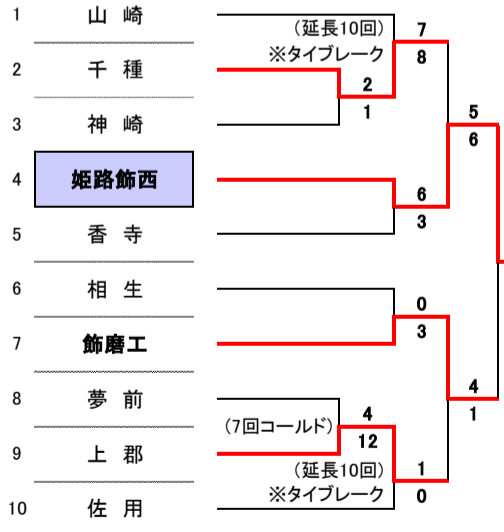 1 山崎
(延長10回)
※タイブレーク
7
8
2 千種
2
1
3 神崎
5
6
4 姫路飾西
6
3
5 香寺
6 相生
0
3
7 飾磨工
8 夢前
(7回コールド)
4
12
4
1
9 上郡
(延長10回)
※タイブレーク
1
0
10 佐用